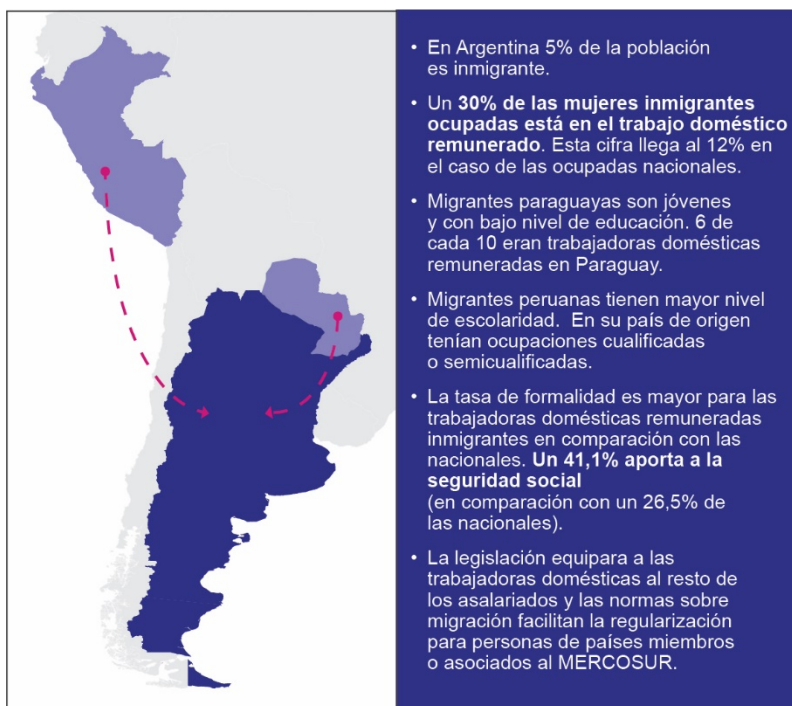 • En Argentina 5% de la población
es inmigrante.
• Un 30% de las mujeres inmigrantes
ocupadas está en el trabajo doméstico
remunerado. Esta cifra llega al 12% en
el caso de las ocupadas nacionales.
• Migrantes paraguayas son jóvenes
y con bajo nivel de educación. 6 de
cada 10 eran trabajadoras domésticas
remuneradas en Paraguay.
• Migrantes peruanas tienen mayor nivel
de escolaridad. En su país de origen
tenían ocupaciones cualificadas
o semicualificadas.
• La tasa de formalidad es mayor para las
trabajadoras domésticas remuneradas
inmigrantes en comparación con las
nacionales. Un 41,1% aporta a la
seguridad social
(en comparación con un 26,5% de
las nacionales).
• La legislación equipara a las
trabajadoras domésticas al resto de
los asalariados y las normas sobre
migración facilitan la regularización
para personas de países miembros
o asociados al MERCOSUR.